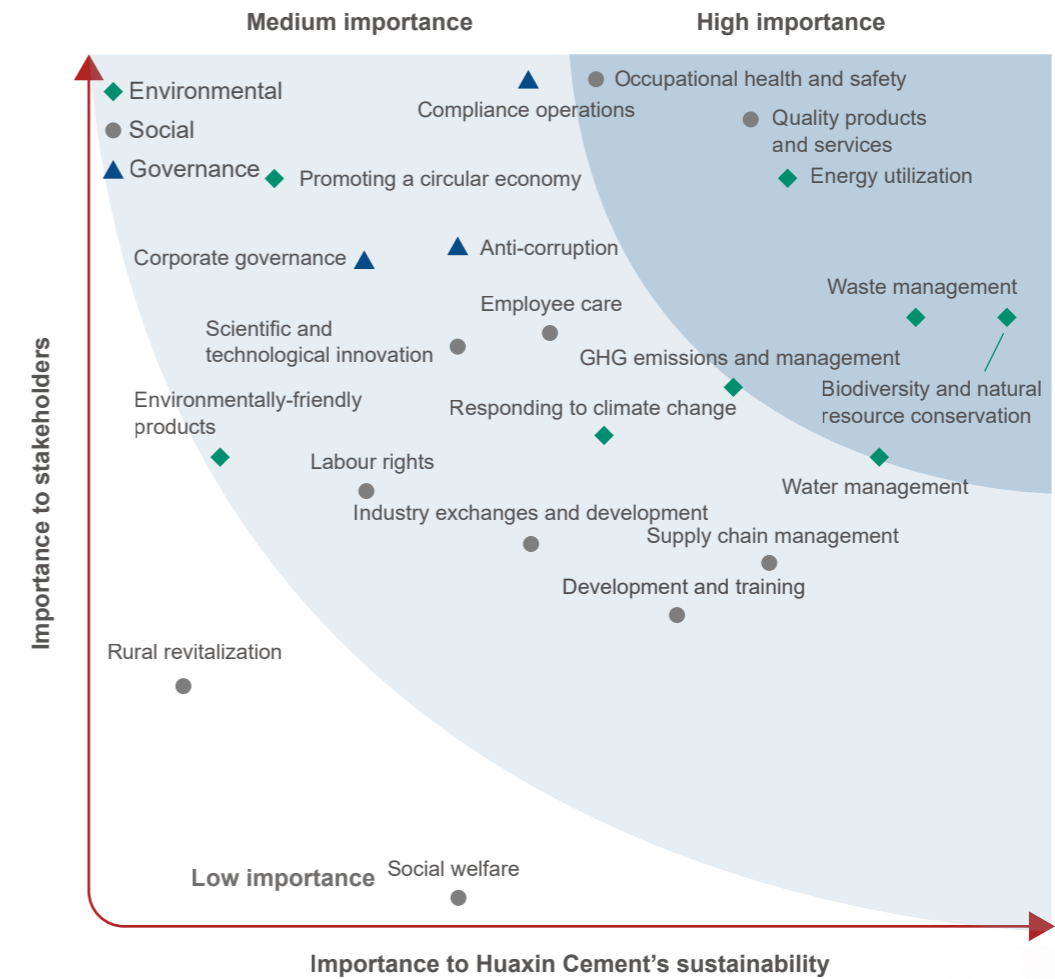 Medium importance
High importance
Environmental
Social
Governance
Compliance operations
Occupational health and safety
Quality products
and services
Promoting a circular economy
Energy utilization
Corporate governance
Anti-corruption
Waste management
Employee care
Scientific and
technological innovation
GHG emissions and management
Biodiversity and natural
resource conservation
Environmentally-friendly
products
Responding to climate change
Labour rights
Water management
Industry exchanges and development
Supply chain management
Development and training
Rural revitalization
Social welfare
Low importance
Importance to stakeholders
Importance to Huaxin Cement’s sustainability